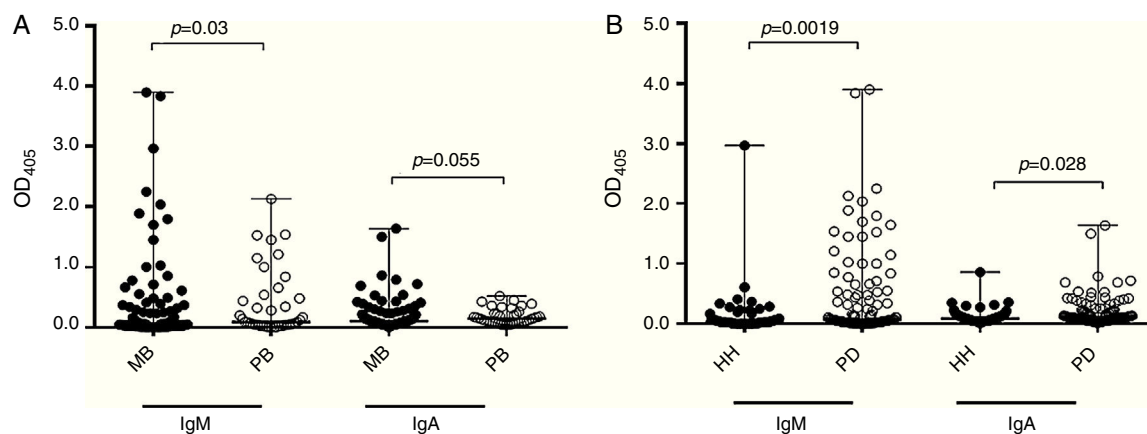 A
5.0
p=0.03
4.0
3.0
p=0.055
OD405
2.0
1.0
0.0
MB
PB
MB
PB
IgM
IgA
B
5.0
p=0.0019
4.0
3.0
p=0.028
OD405
2.0
1.0
0.0
HH
PD
HH
PD
IgM
IgA